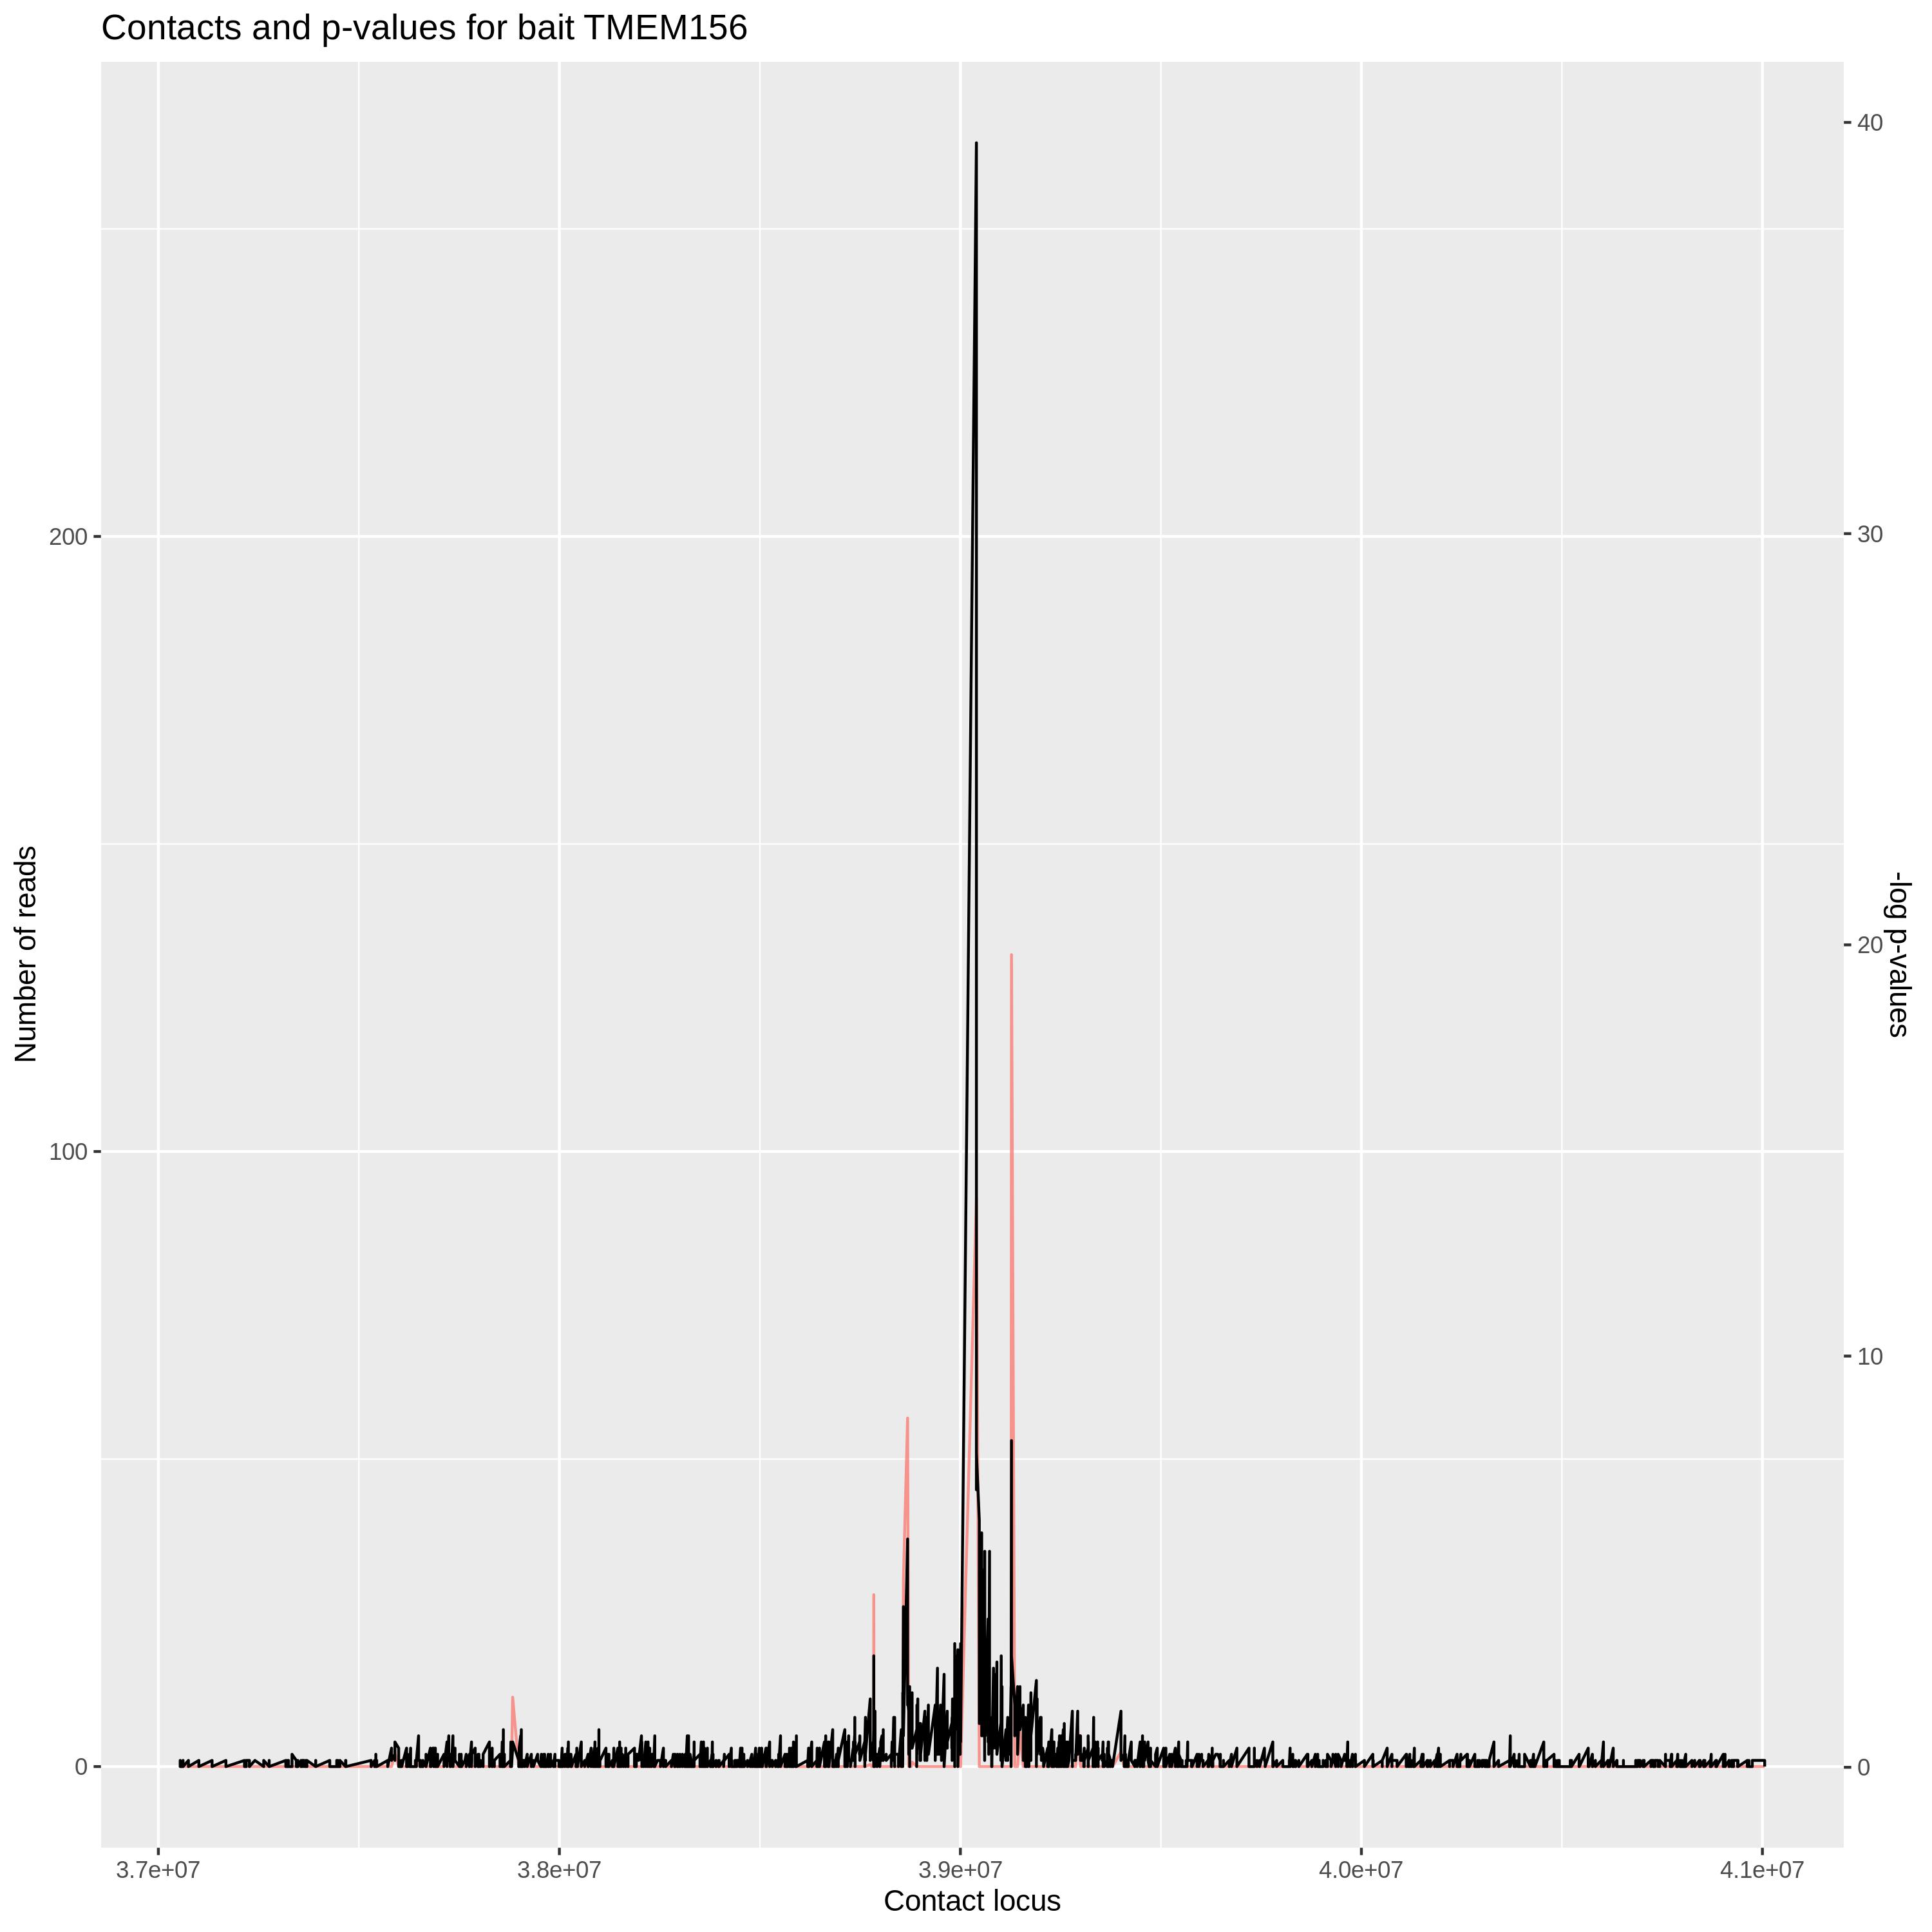 Contacts and p-values for bait TMEM156
40
200
30
Number of reads
-log p-values
20
100
10
0
0
3.7e+07
3.8e+07
3.9e+07
4.0e+07
4.1e+07
Contact locus